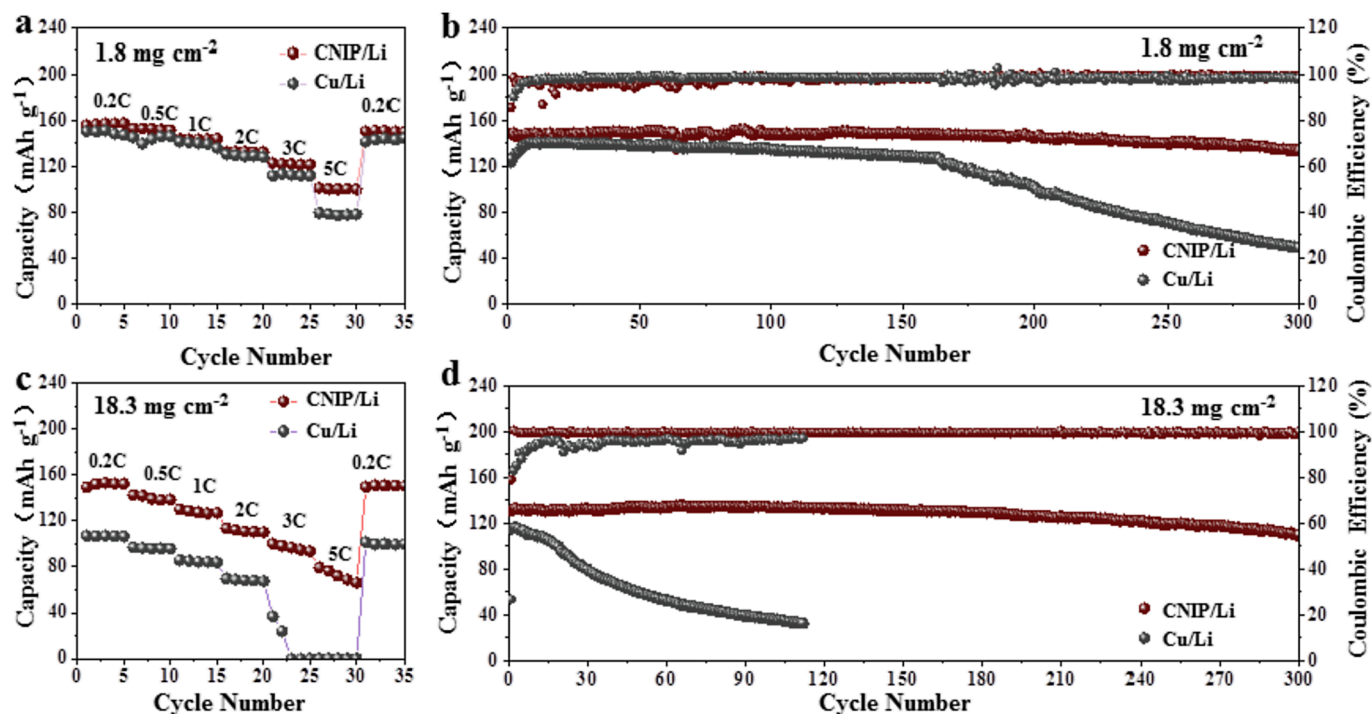 a
1.8 mg cm⁻²
CNIP/Li
Cu/Li
0.2C
0.5C
1C
2C
3C
5C
0.2C
240
200
160
120
80
40
0
Capacity (mAh g⁻¹)
0 5 10 15 20 25 30 35
Cycle Number
b
1.8 mg cm⁻²
CNIP/Li
Cu/Li
240
200
160
120
80
40
0
Capacity (mAh g⁻¹)
120
100
80
60
40
20
0
Coulombic Efficiency (%)
0 50 100 150 200 250 300
Cycle Number
c
18.3 mg cm⁻²
CNIP/Li
Cu/Li
0.2C
0.5C
1C
2C
3C
5C
0.2C
240
200
160
120
80
40
0
Capacity (mAh g⁻¹)
0 5 10 15 20 25 30 35
Cycle Number
d
18.3 mg cm⁻²
CNIP/Li
Cu/Li
240
200
160
120
80
40
0
Capacity (mAh g⁻¹)
120
100
80
60
40
20
0
Coulombic Efficiency (%)
0 30 60 90 120 150 180 210 240 270 300
Cycle Number